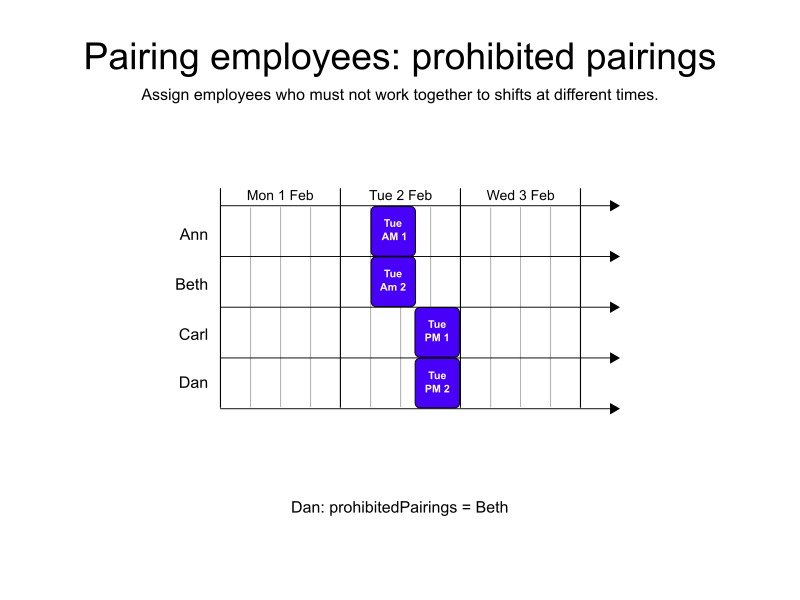 Pairing employees: prohibited pairings
Assign employees who must not work together to shifts at different times.
Mon 1 Feb
Tue 2 Feb
Wed 3 Feb
Ann
Tue
AM 1
Beth
Tue
Am 2
Carl
Tue
PM 1
Dan
Tue
PM 2
Dan: prohibitedPairings = Beth